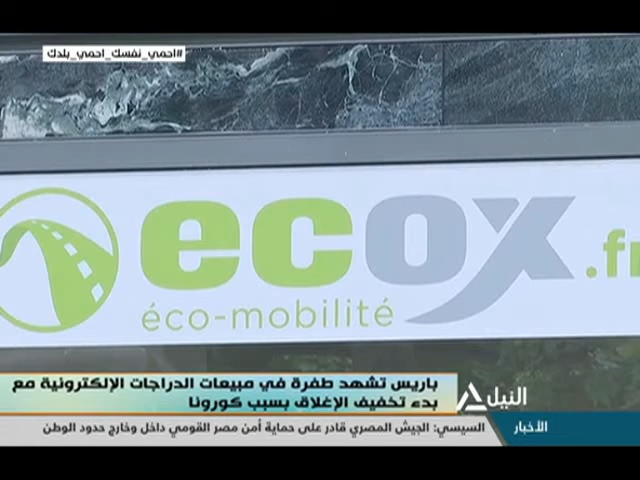 #احمي_نفسك_احمي_بلدك
ecox.fr
éco-mobilité
باريس تشهد طفرة في مبيعات الدراجات الإلكترونية مع
بدء تخفيف الإغلاق بسبب كورونا
النيل
الأخبار
السيسي: الجيش المصري قادر على حماية أمن مصر القومي داخل وخارج حدود الوطن